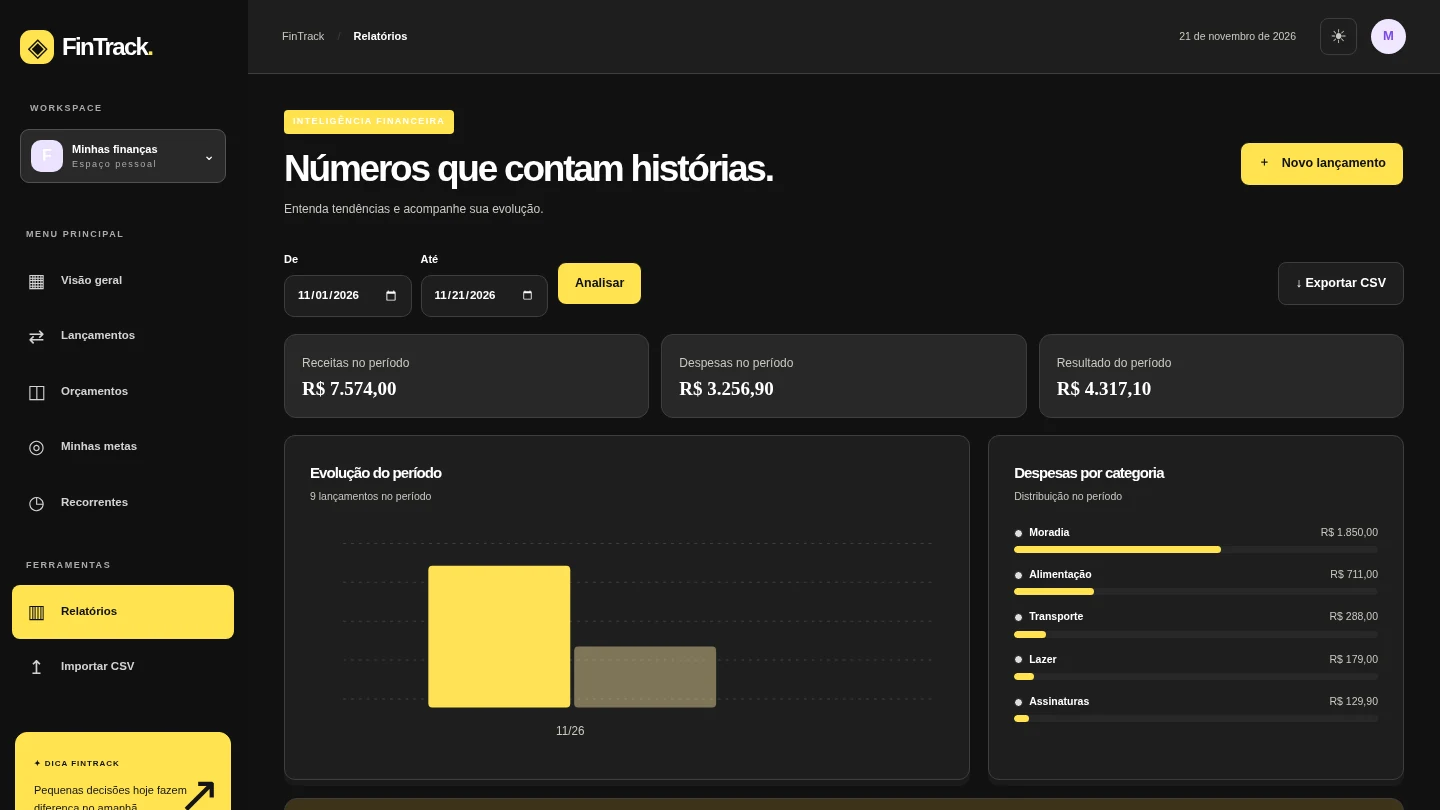 FinTrack.
WORKSPACE
F
Minhas finanças
Espaço pessoal
MENU PRINCIPAL
Visão geral
Lançamentos
Orçamentos
Minhas metas
Recorrentes
FERRAMENTAS
Relatórios
Importar CSV
✦ DICA FINTRACK
Pequenas decisões hoje fazem
diferença no amanhã.
FinTrack / Relatórios
21 de novembro de 2026
M
INTELIGÊNCIA FINANCEIRA
Números que contam histórias.
Entenda tendências e acompanhe sua evolução.
+ Novo lançamento
De
11/01/2026
Até
11/21/2026
Analisar
↓ Exportar CSV
Receitas no período
R$ 7.574,00
Despesas no período
R$ 3.256,90
Resultado do período
R$ 4.317,10
Evolução do período
9 lançamentos no período
11/26
Despesas por categoria
Distribuição no período
Moradia R$ 1.850,00
Alimentação R$ 711,00
Transporte R$ 288,00
Lazer R$ 179,00
Assinaturas R$ 129,90